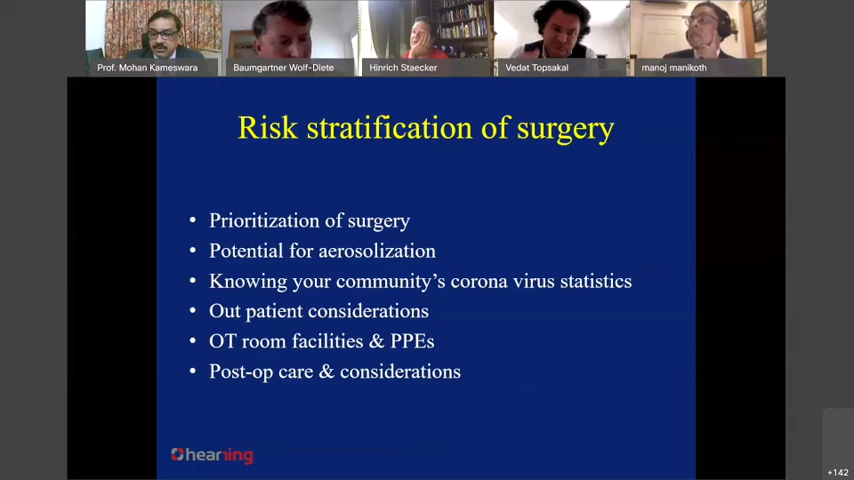 Prof. Mohan Kameswara
Baumgartner Wolf-Diete
Hinrich Staecker
Vedat Topsakal
manoj manikoth
Risk stratification of surgery
• Prioritization of surgery
• Potential for aerosolization
• Knowing your community's corona virus statistics
• Out patient considerations
• OT room facilities & PPEs
• Post-op care & considerations
hearring
+142